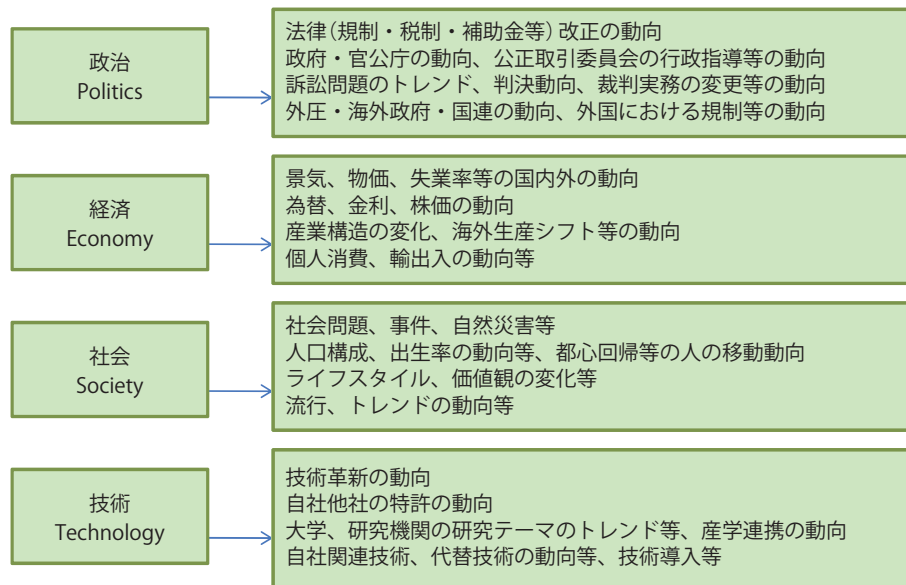 政治
Politics
法律(規制・税制・補助金等)改正の動向
政府・官公庁の動向、公正取引委員会の行政指導等の動向
訴訟問題のトレンド、判決動向、裁判実務の変更等の動向
外圧・海外政府・国連の動向、外国における規制等の動向
経済
Economy
景気、物価、失業率等の国内外の動向
為替、金利、株価の動向
産業構造の変化、海外生産シフト等の動向
個人消費、輸出入の動向等
社会
Society
社会問題、事件、自然災害等
人口構成、出生率の動向等、都心回帰等の人の移動動向
ライフスタイル、価値観の変化等
流行、トレンドの動向等
技術
Technology
技術革新の動向
自社他社の特許の動向
大学、研究機関の研究テーマのトレンド等、産学連携の動向
自社関連技術、代替技術の動向等、技術導入等